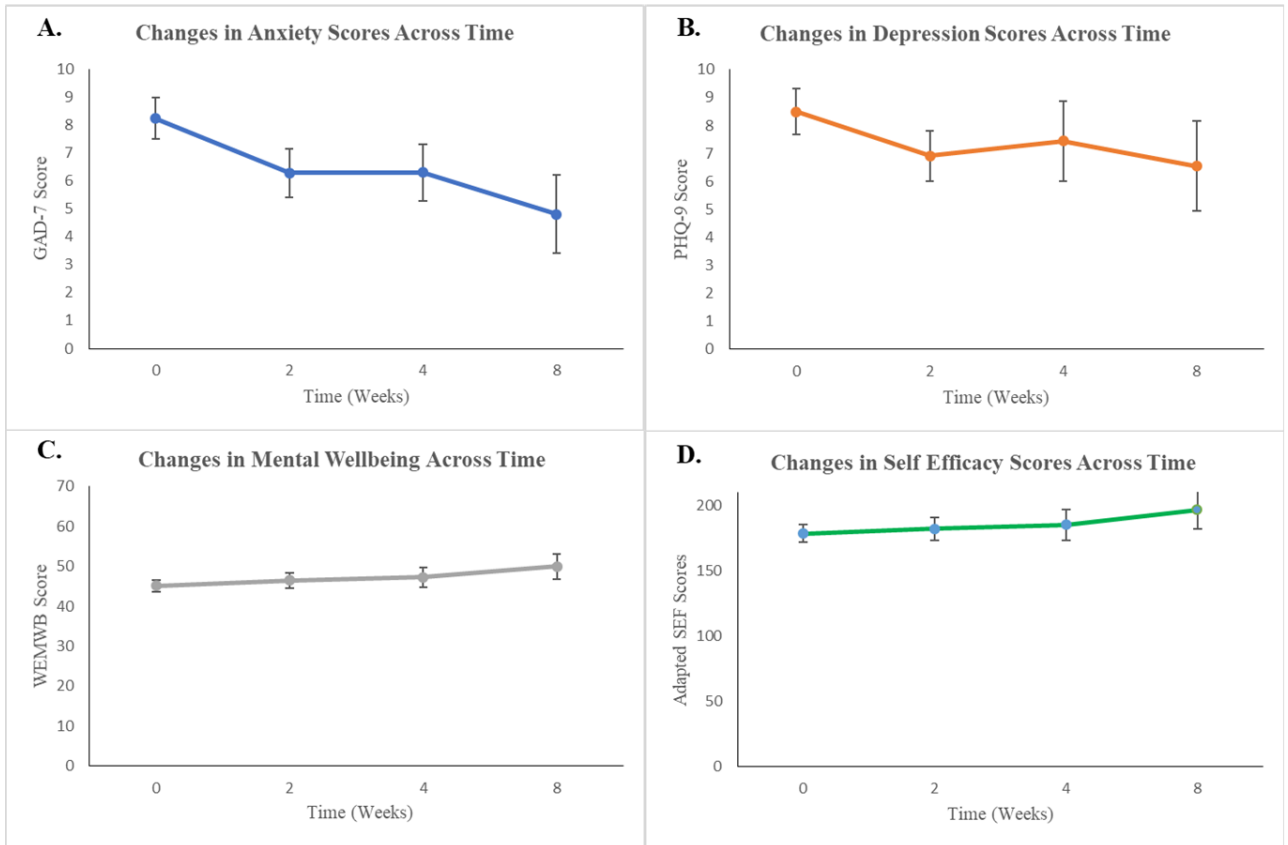 A.
Changes in Anxiety Scores Across Time
10
9
8
7
6
5
4
3
2
1
0
GAD-7 Score
0 2 4 8
Time (Weeks)
B.
Changes in Depression Scores Across Time
10
9
8
7
6
5
4
3
2
1
0
PHQ-9 Score
0 2 4 8
Time (Weeks)
C.
Changes in Mental Wellbeing Across Time
70
60
50
40
30
20
10
0
WEMWB Score
0 2 4 8
Time (Weeks)
D.
Changes in Self Efficacy Scores Across Time
200
150
100
50
0
Adapted SEF Scores
0 2 4 8
Time (Weeks)